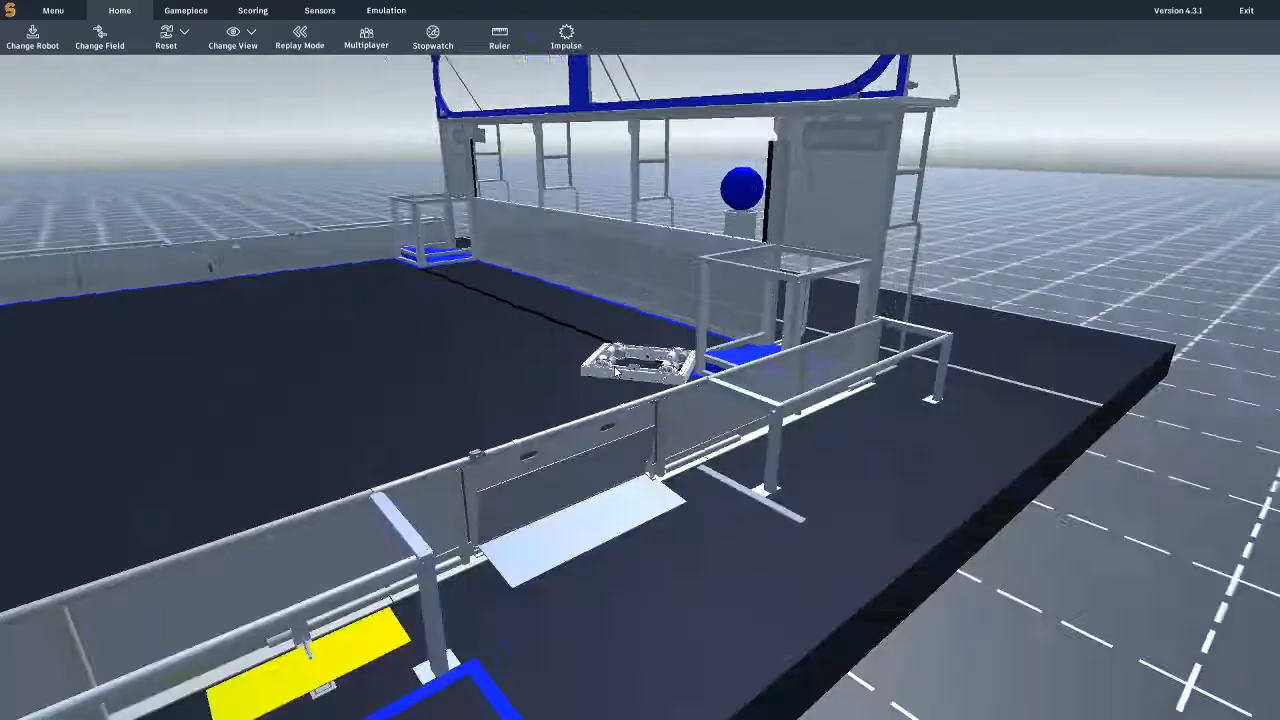 Menu Home Gamepiece Scoring Sensors Emulation Version 4.3.1 Exit
Change Robot Change Field Reset Change View Replay Mode Multiplayer Stopwatch Ruler Impulse